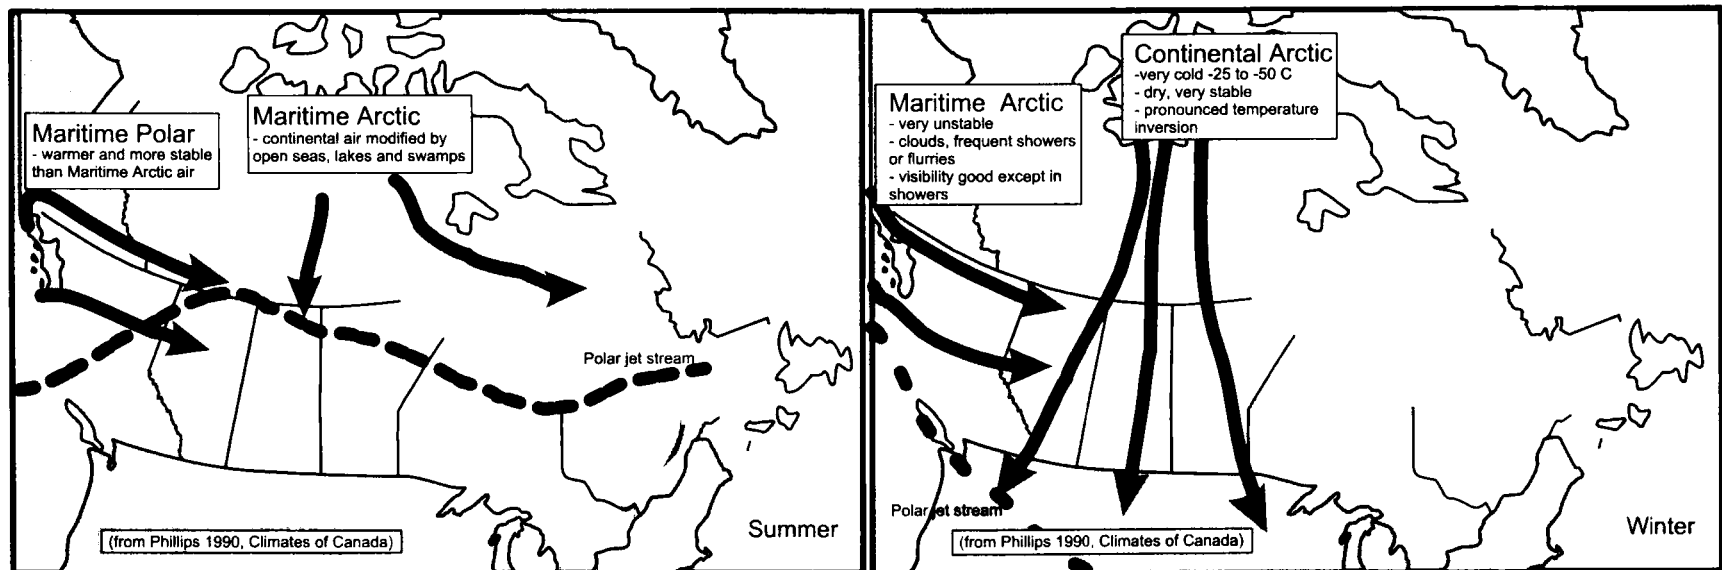 Maritime Polar
- warmer and more stable
than Maritime Arctic air
Maritime Arctic
- continental air modified by
open seas, lakes and swamps
Polar jet stream
Summer
(from Phillips 1990, Climates of Canada)
Maritime Arctic
- very unstable
- clouds, frequent showers
or flurries
- visibility good except in
showers
Continental Arctic
-very cold -25 to -50 C
- dry, very stable
- pronounced temperature
inversion
Polar jet stream
(from Phillips 1990, Climates of Canada)
Winter